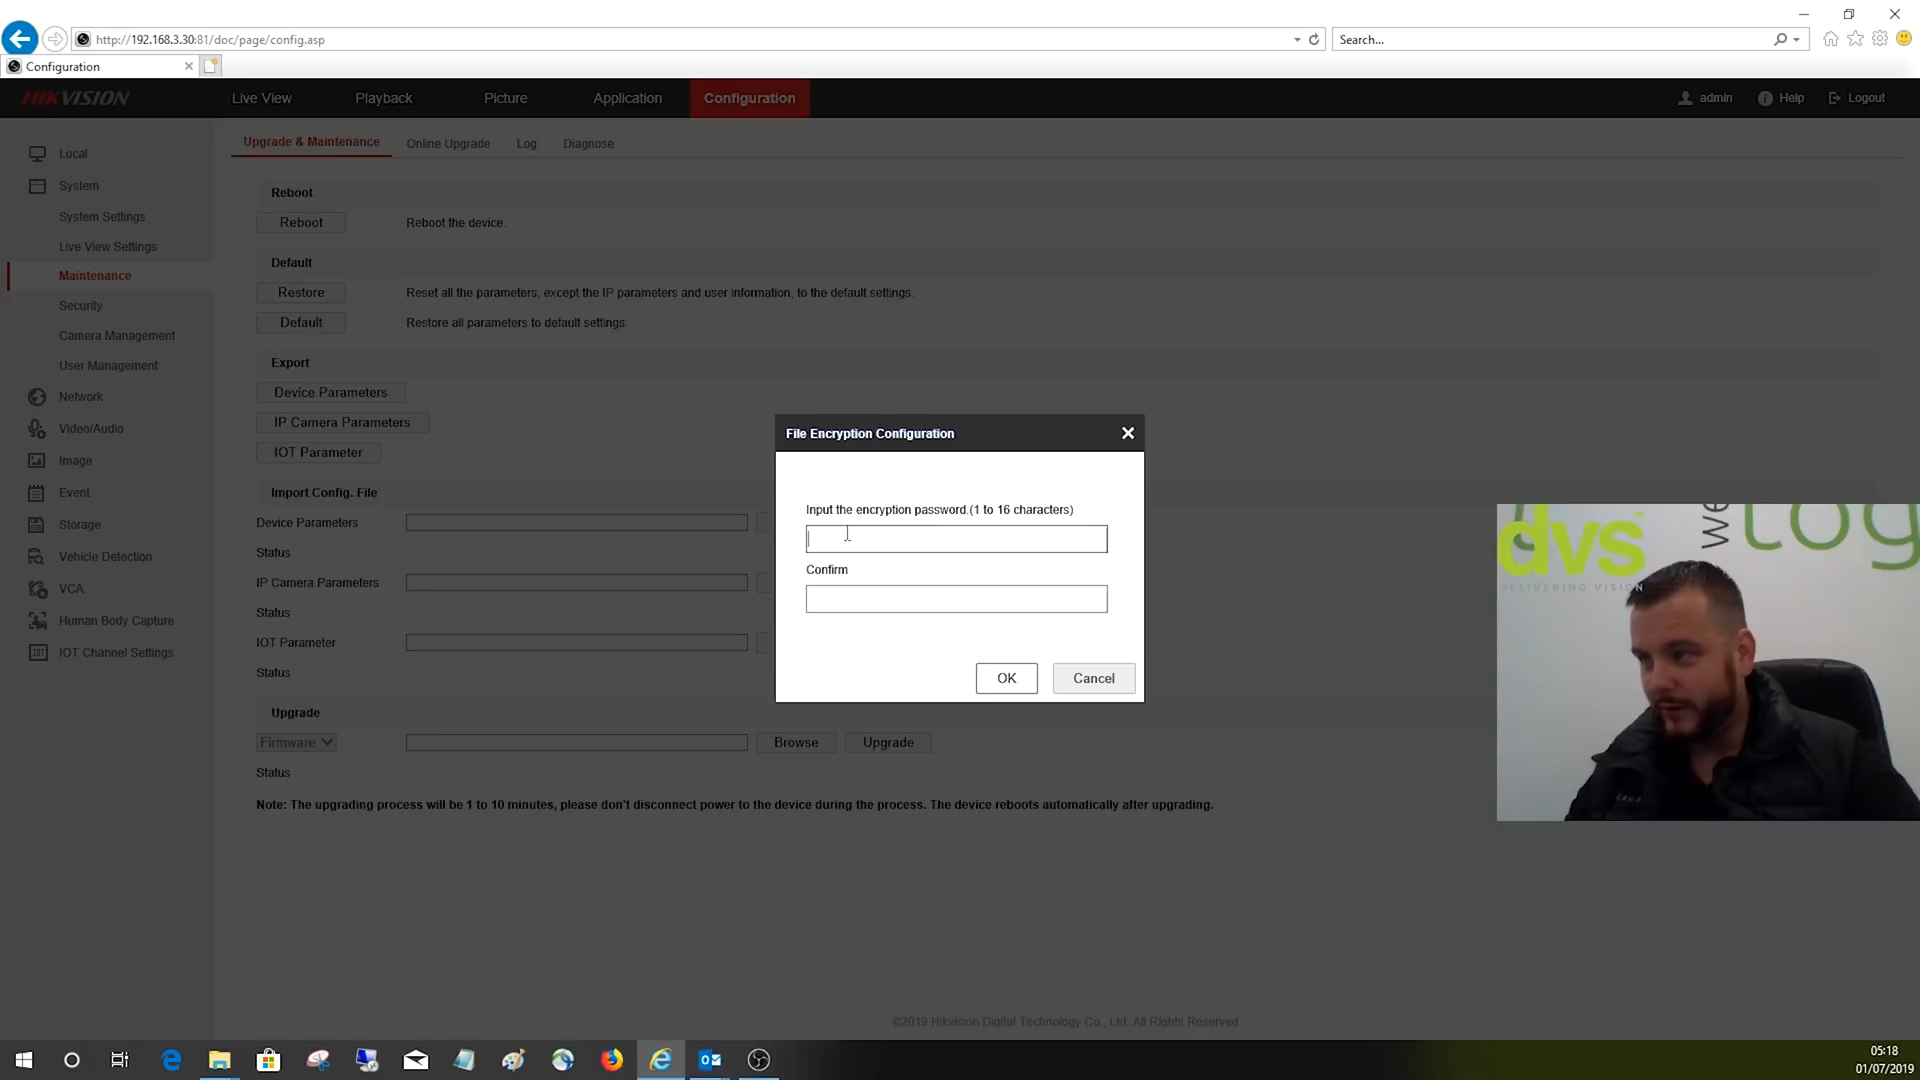 http://192.168.3.30:81/doc/page/config.asp
Search...
Configuration
HIKVISION
Live View
Playback
Picture
Application
Configuration
admin
Help
Logout
Local
System
System Settings
Live View Settings
Maintenance
Security
Camera Management
User Management
Network
Video/Audio
Image
Event
Storage
Vehicle Detection
VCA
Human Body Capture
IOT Channel Settings
Upgrade & Maintenance
Online Upgrade
Log
Diagnose
Reboot
Reboot
Reboot the device.
Default
Restore
Reset all the parameters, except the IP parameters and user information, to the default settings.
Default
Restore all parameters to default settings.
Export
Device Parameters
IP Camera Parameters
IOT Parameter
Import Config. File
Device Parameters
Status
IP Camera Parameters
Status
IOT Parameter
Status
Upgrade
Firmware
Browse
Upgrade
Status
Note: The upgrading process will be 1 to 10 minutes, please don't disconnect power to the device during the process. The device reboots automatically after upgrading.
File Encryption Configuration
Input the encryption password.(1 to 16 characters)
Confirm
OK
Cancel
dvs
DELIVERING VISION
we
log
©2019 Hikvision Digital Technology Co., Ltd. All Rights Reserved
05:18
01/07/2019